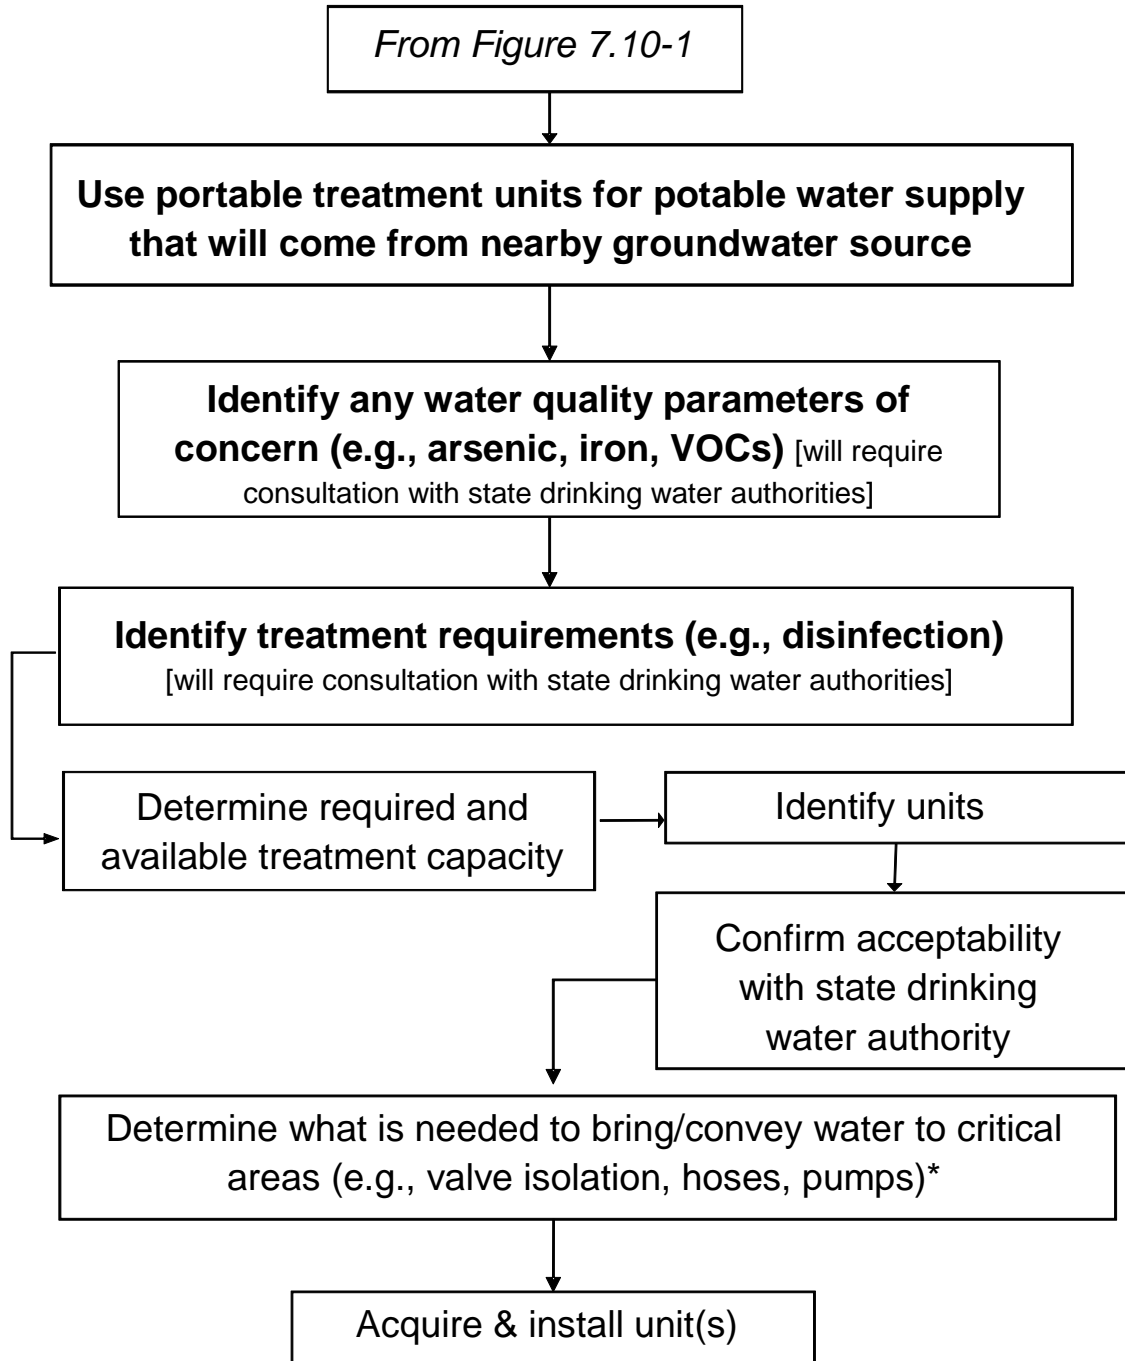 From Figure 7.10-1
Use portable treatment units for potable water supply
that will come from nearby groundwater source
Identify any water quality parameters of
concern (e.g., arsenic, iron, VOCs) [will require
consultation with state drinking water authorities]
Identify treatment requirements (e.g., disinfection)
[will require consultation with state drinking water authorities]
Determine required and
available treatment capacity
Identify units
Confirm acceptability
with state drinking
water authority
Determine what is needed to bring/convey water to critical
areas (e.g., valve isolation, hoses, pumps)*
Acquire & install unit(s)